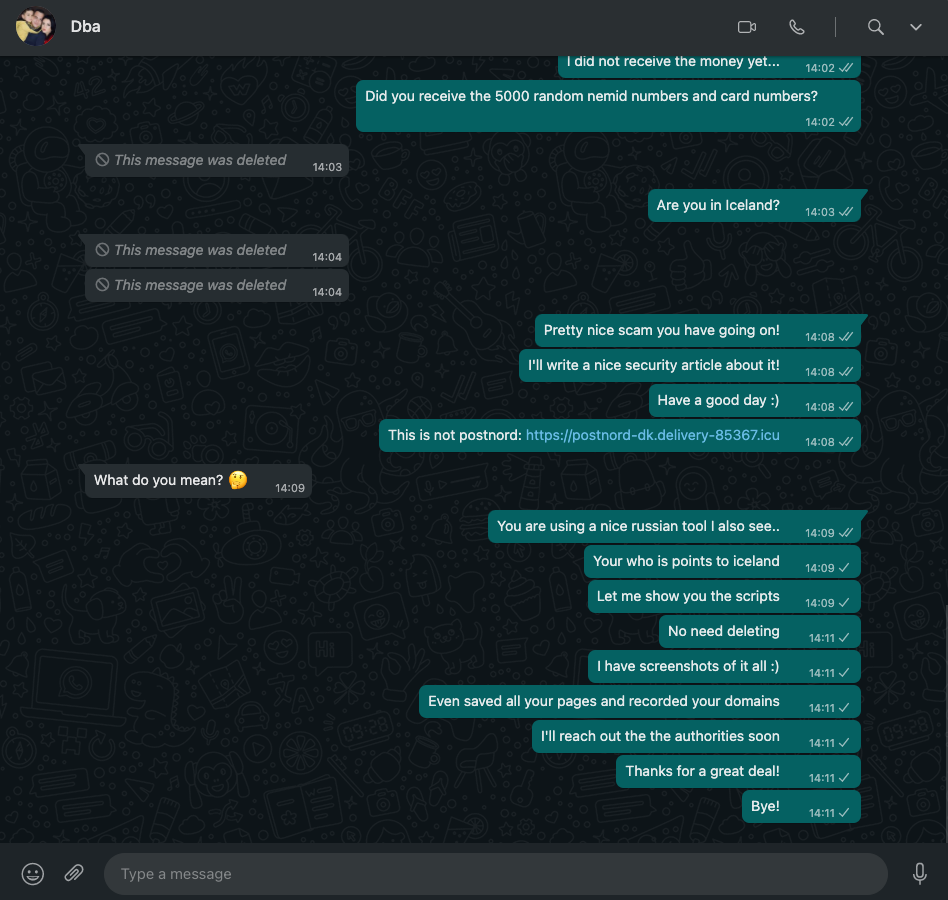 Dba
I did not receive the money yet...
14:02
Did you receive the 5000 random nemid numbers and card numbers?
14:02
This message was deleted
14:03
Are you in Iceland?
14:03
This message was deleted
14:04
This message was deleted
14:04
Pretty nice scam you have going on!
14:08
I'll write a nice security article about it!
14:08
Have a good day :)
14:08
This is not postnord: https://postnord-dk.delivery-85367.icu
14:08
What do you mean? 🤔
14:09
You are using a nice russian tool I also see..
14:09
Your who is points to iceland
14:09
Let me show you the scripts
14:09
No need deleting
14:11
I have screenshots of it all :)
14:11
Even saved all your pages and recorded your domains
14:11
I'll reach out the the authorities soon
14:11
Thanks for a great deal!
14:11
Bye!
14:11
Type a message